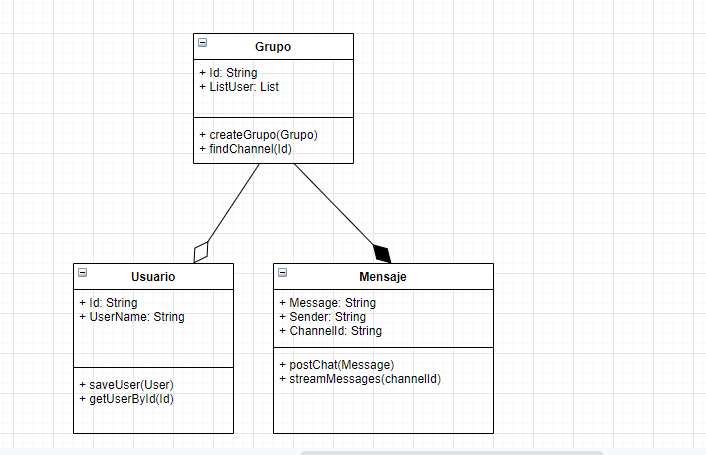 Grupo
+ Id: String
+ ListUser: List
+ createGrupo(Grupo)
+ findChannel(Id)
Usuario
+ Id: String
+ UserName: String
+ saveUser(User)
+ getUserById(Id)
Mensaje
+ Message: String
+ Sender: String
+ ChannelId: String
+ postChat(Message)
+ streamMessages(channelId)